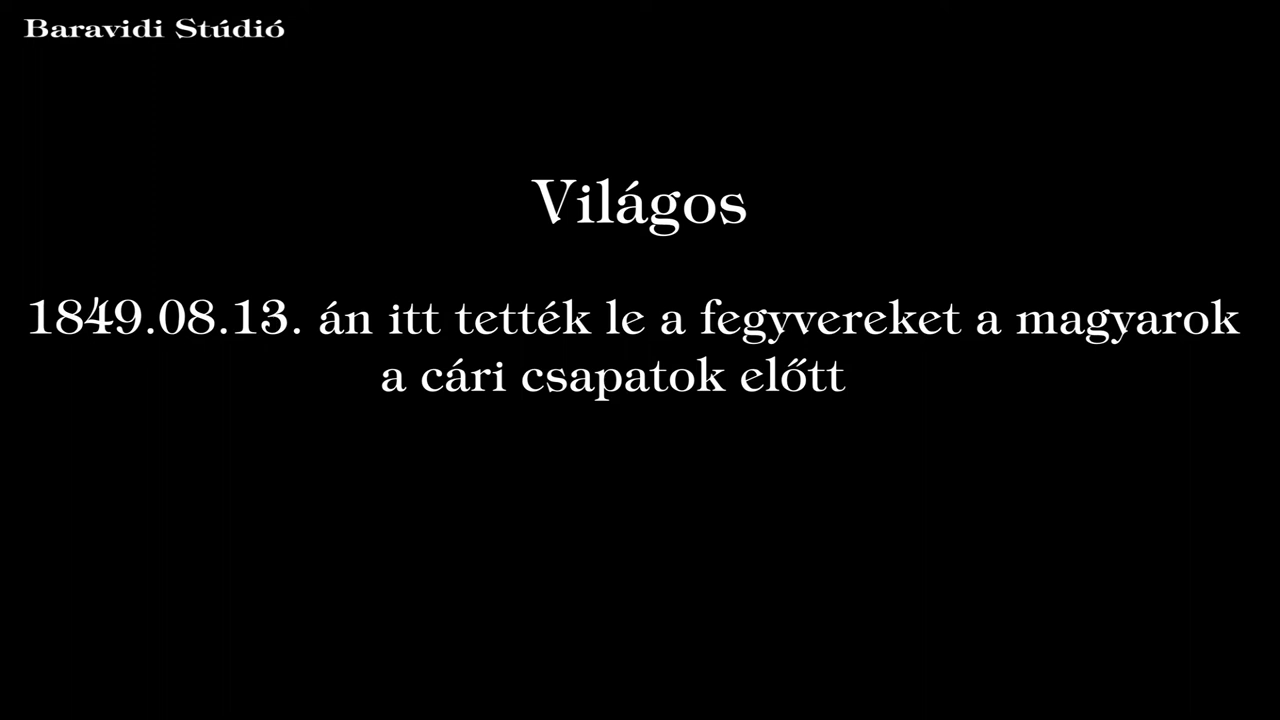 Baravidi Stúdió
Világos
1849.08.13. án itt tették le a fegyvereket a magyarok
a cári csapatok előtt